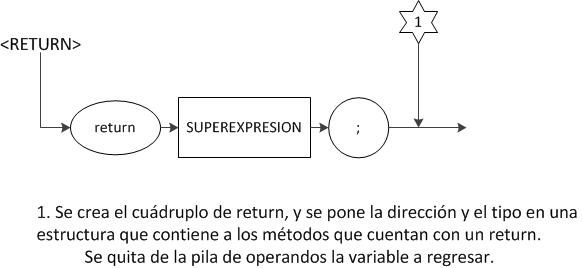 1
<RETURN>
return
SUPEREXPRESION
;
1. Se crea el cuádruplo de return, y se pone la dirección y el tipo en una
estructura que contiene a los métodos que cuentan con un return.
Se quita de la pila de operandos la variable a regresar.